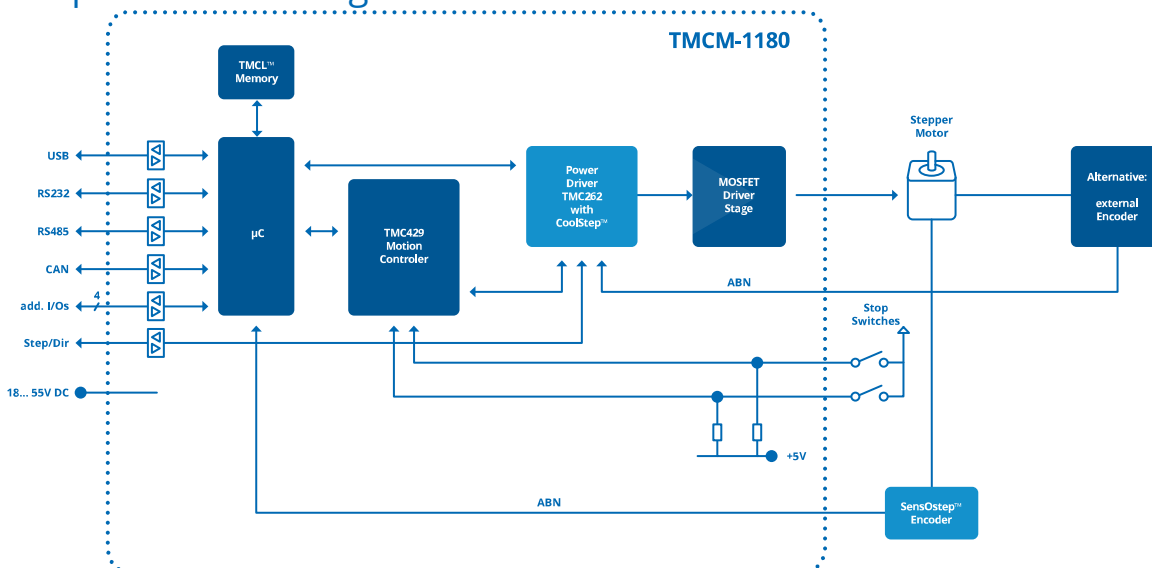 TMCM-1180
TMCL™
Memory
Stepper
Motor
USB
RS232
RS485
CAN
4
add. I/Os
Step/Dir
18... 55V DC
µC
TMC429
Motion
Controler
Power
Driver
TMC262
with
CoolStep™
MOSFET
Driver
Stage
Alternative:
external
Encoder
ABN
Stop
Switches
+5V
ABN
SensOstep™
Encoder